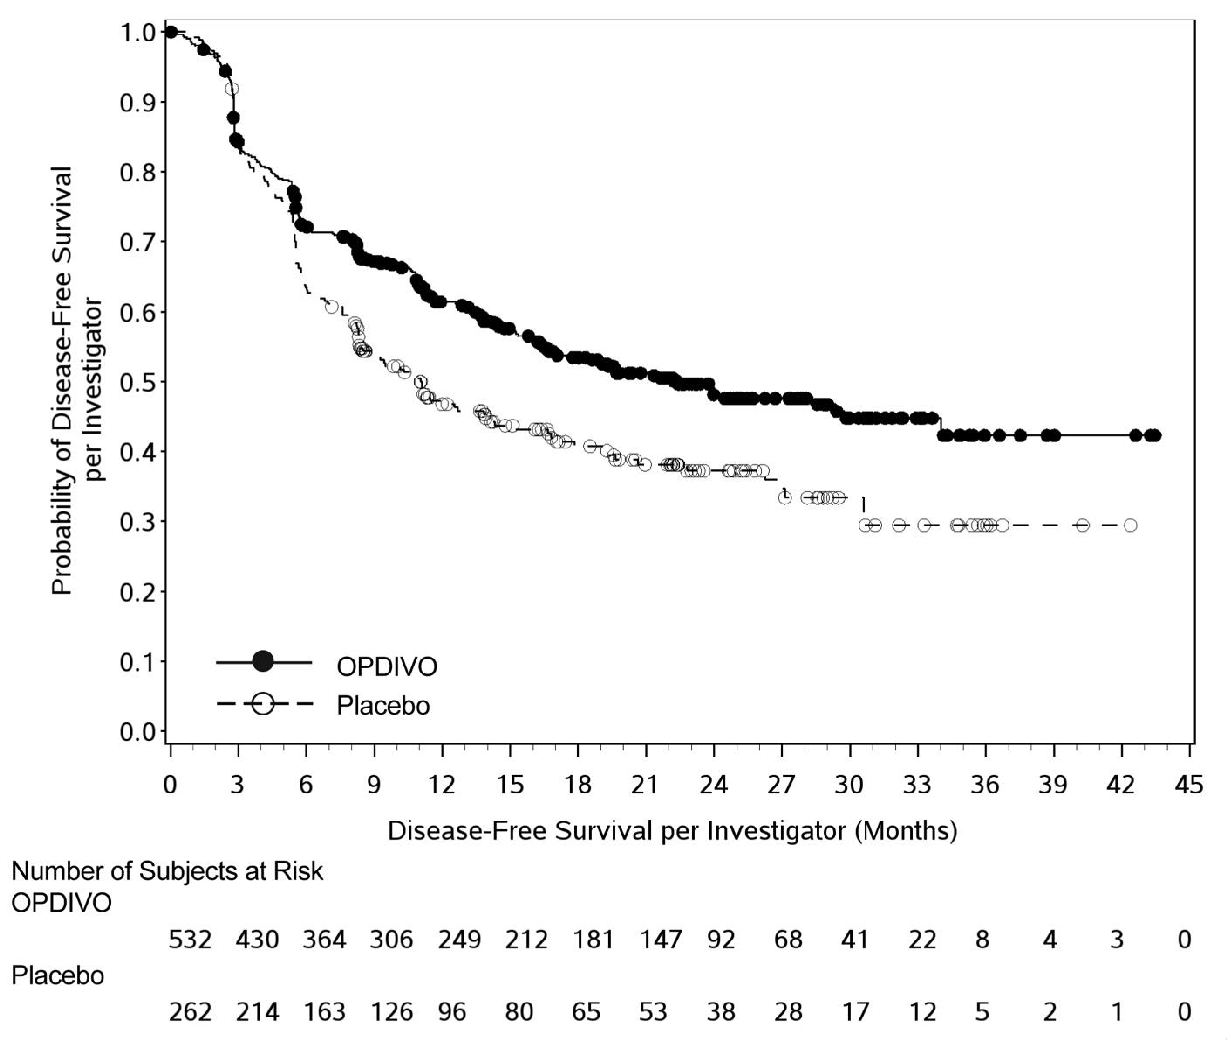 1.0
0.9
0.8
0.7
0.6
0.5
0.4
0.3
0.2
0.1
0.0
Probability of Disease-Free Survival
per Investigator
OPDIVO
Placebo
0 3 6 9 12 15 18 21 24 27 30 33 36 39 42 45
Disease-Free Survival per Investigator (Months)
Number of Subjects at Risk
OPDIVO
532 430 364 306 249 212 181 147 92 68 41 22 8 4 3 0
Placebo
262 214 163 126 96 80 65 53 38 28 17 12 5 2 1 0